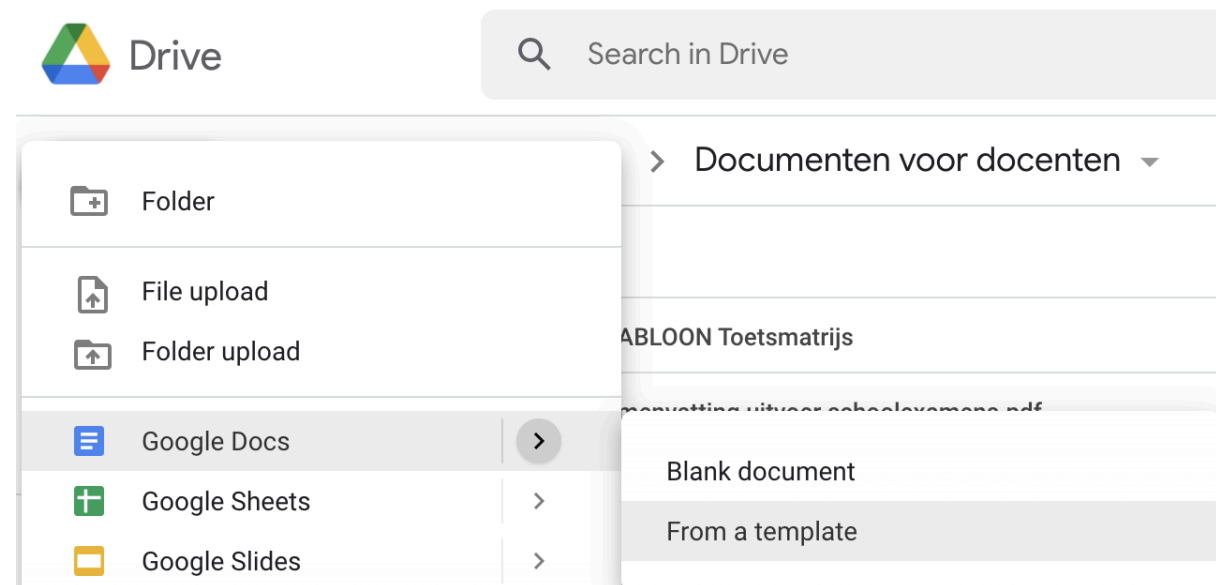 Drive
Search in Drive
Documenten voor docenten
Folder
File upload
Folder upload
ABLOON Toetsmatrijs
Google Docs
Google Sheets
Google Slides
Blank document
From a template